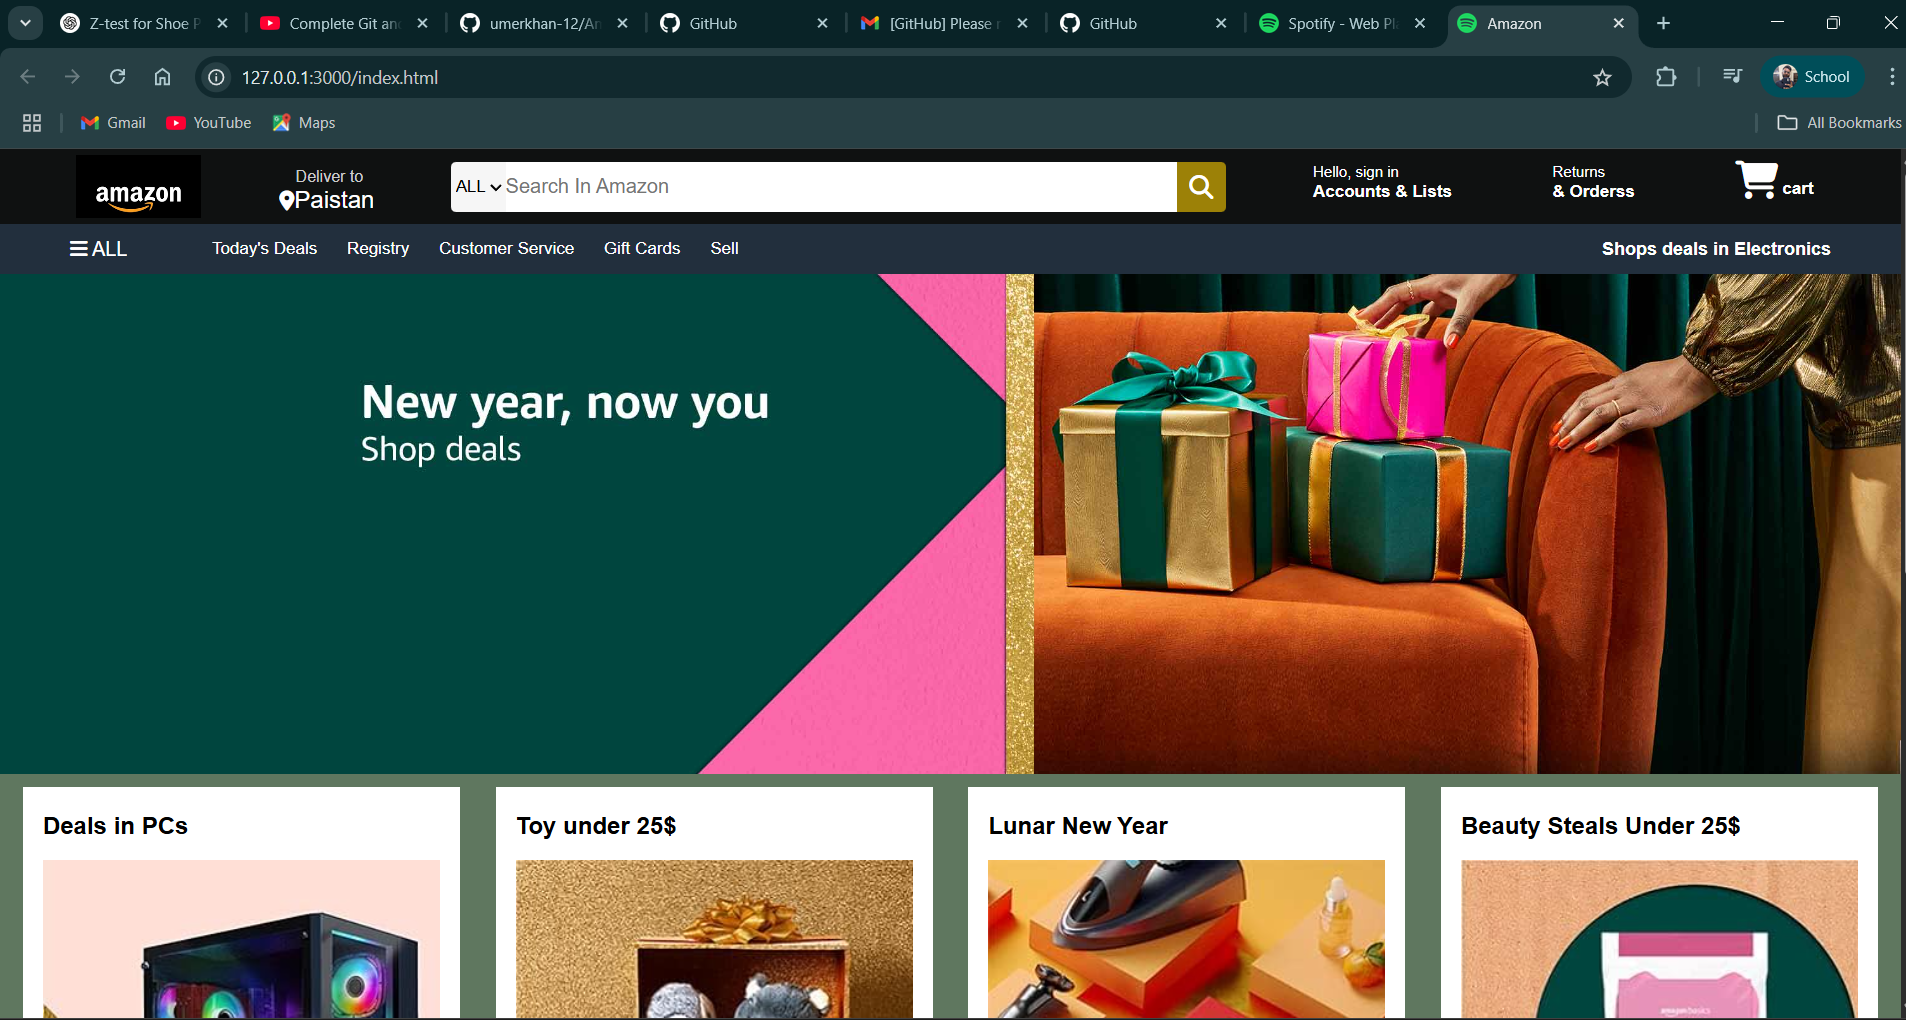 Z-test for Shoe P
Complete Git an
umerkhan-12/An
GitHub
[GitHub] Please r
GitHub
Spotify - Web Pl
Amazon
127.0.0.1:3000/index.html
School
Gmail
YouTube
Maps
All Bookmarks
amazon
Deliver to
Paistan
ALL
Search In Amazon
Hello, sign in
Accounts & Lists
Returns
& Orderss
cart
ALL
Today's Deals
Registry
Customer Service
Gift Cards
Sell
Shops deals in Electronics
New year, now you
Shop deals
Deals in PCs
Toy under 25$
Lunar New Year
Beauty Steals Under 25$
amazon basics